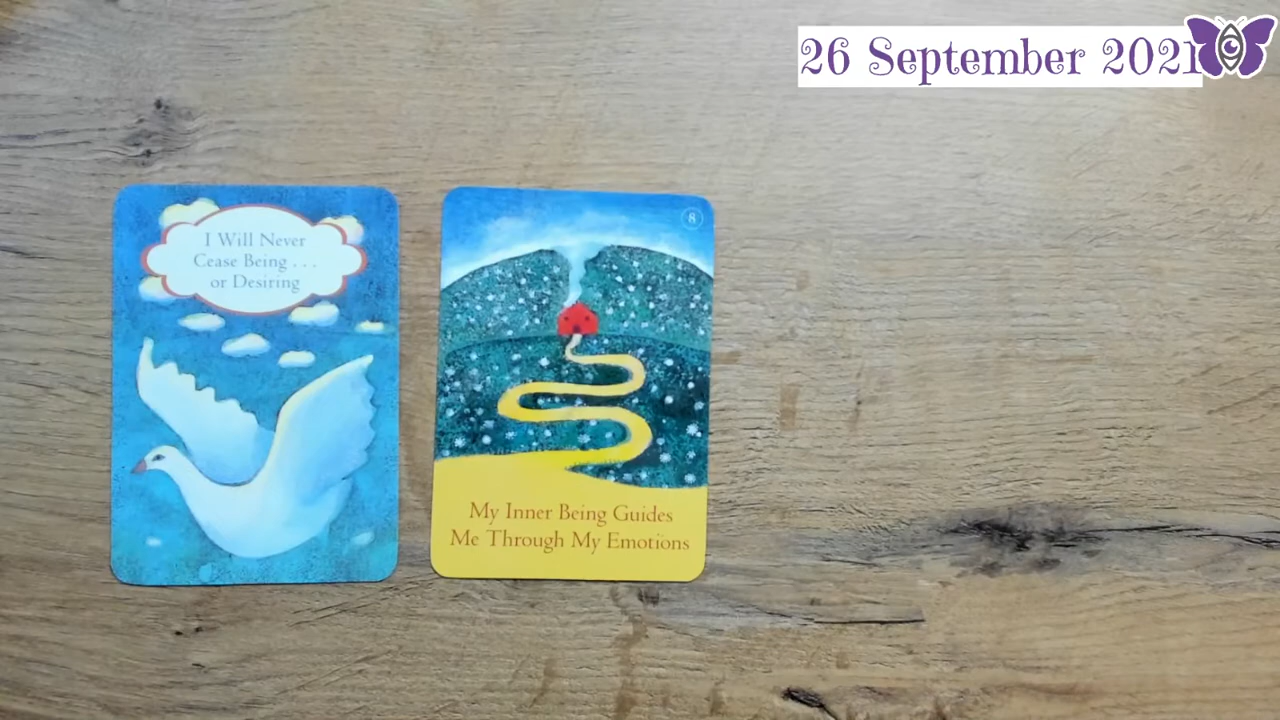 26 September 2021
I Will Never
Cease Being . . .
or Desiring
8
My Inner Being Guides
Me Through My Emotions